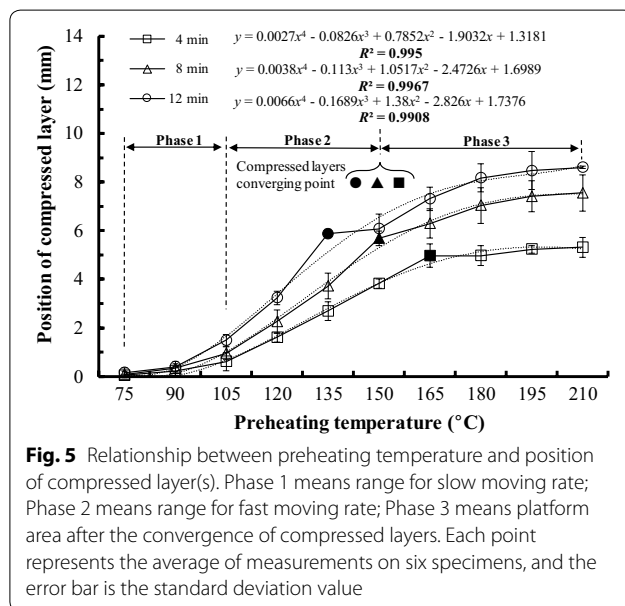 14
12
10
8
6
4
2
0
Position of compressed layer (mm)
4 min
8 min
12 min
y = 0.0027x⁴ - 0.0826x³ + 0.7852x² - 1.9032x + 1.3181
R² = 0.995
y = 0.0038x⁴ - 0.113x³ + 1.0517x² - 2.4726x + 1.6989
R² = 0.9967
y = 0.0066x⁴ - 0.1689x³ + 1.38x² - 2.826x + 1.7376
R² = 0.9908
Phase 1
Phase 2
Phase 3
Compressed layers
converging point
75 90 105 120 135 150 165 180 195 210
Preheating temperature (°C)
Fig. 5 Relationship between preheating temperature and position
of compressed layer(s). Phase 1 means range for slow moving rate;
Phase 2 means range for fast moving rate; Phase 3 means platform
area after the convergence of compressed layers. Each point
represents the average of measurements on six specimens, and the
error bar is the standard deviation value